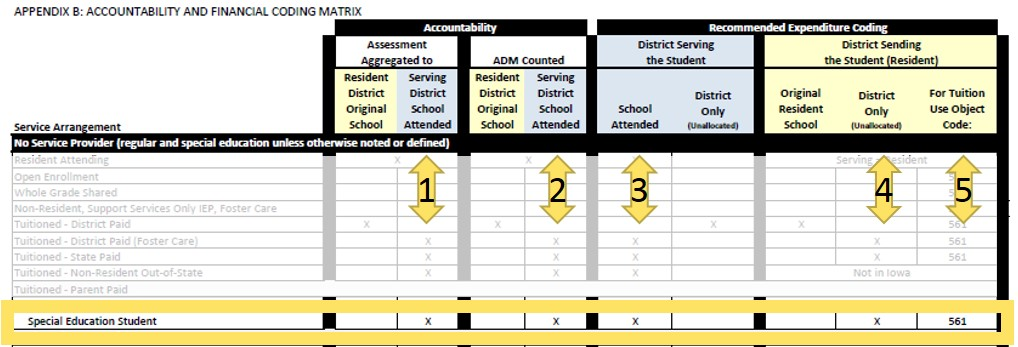 APPENDIX B: ACCOUNTABILITY AND FINANCIAL CODING MATRIX
Accountability Recommended Expenditure Coding
Assessment Aggregated to ADM Counted District Serving the Student District Sending the Student (Resident)
Service Arrangement Resident District Original School Serving District School Attended Resident District Original School Serving District School Attended School Attended District Only (Unallocated) Original Resident School District Only (Unallocated) For Tuition Use Object Code:
No Service Provider (regular and special education unless otherwise noted or defined)
Resident Attending X X Serving = Resident
Open Enrollment
Whole Grade Shared
Non-Resident, Support Services Only IEP, Foster Care
1 2 3 4 5
Tuitioned - District Paid X X X X 561
Tuitioned - District Paid (Foster Care) X X X X 561
Tuitioned - State Paid X X X X 561
Tuitioned - Non-Resident Out-of-State X X X Not in Iowa
Tuitioned - Parent Paid
Special Education Student X X X X 561